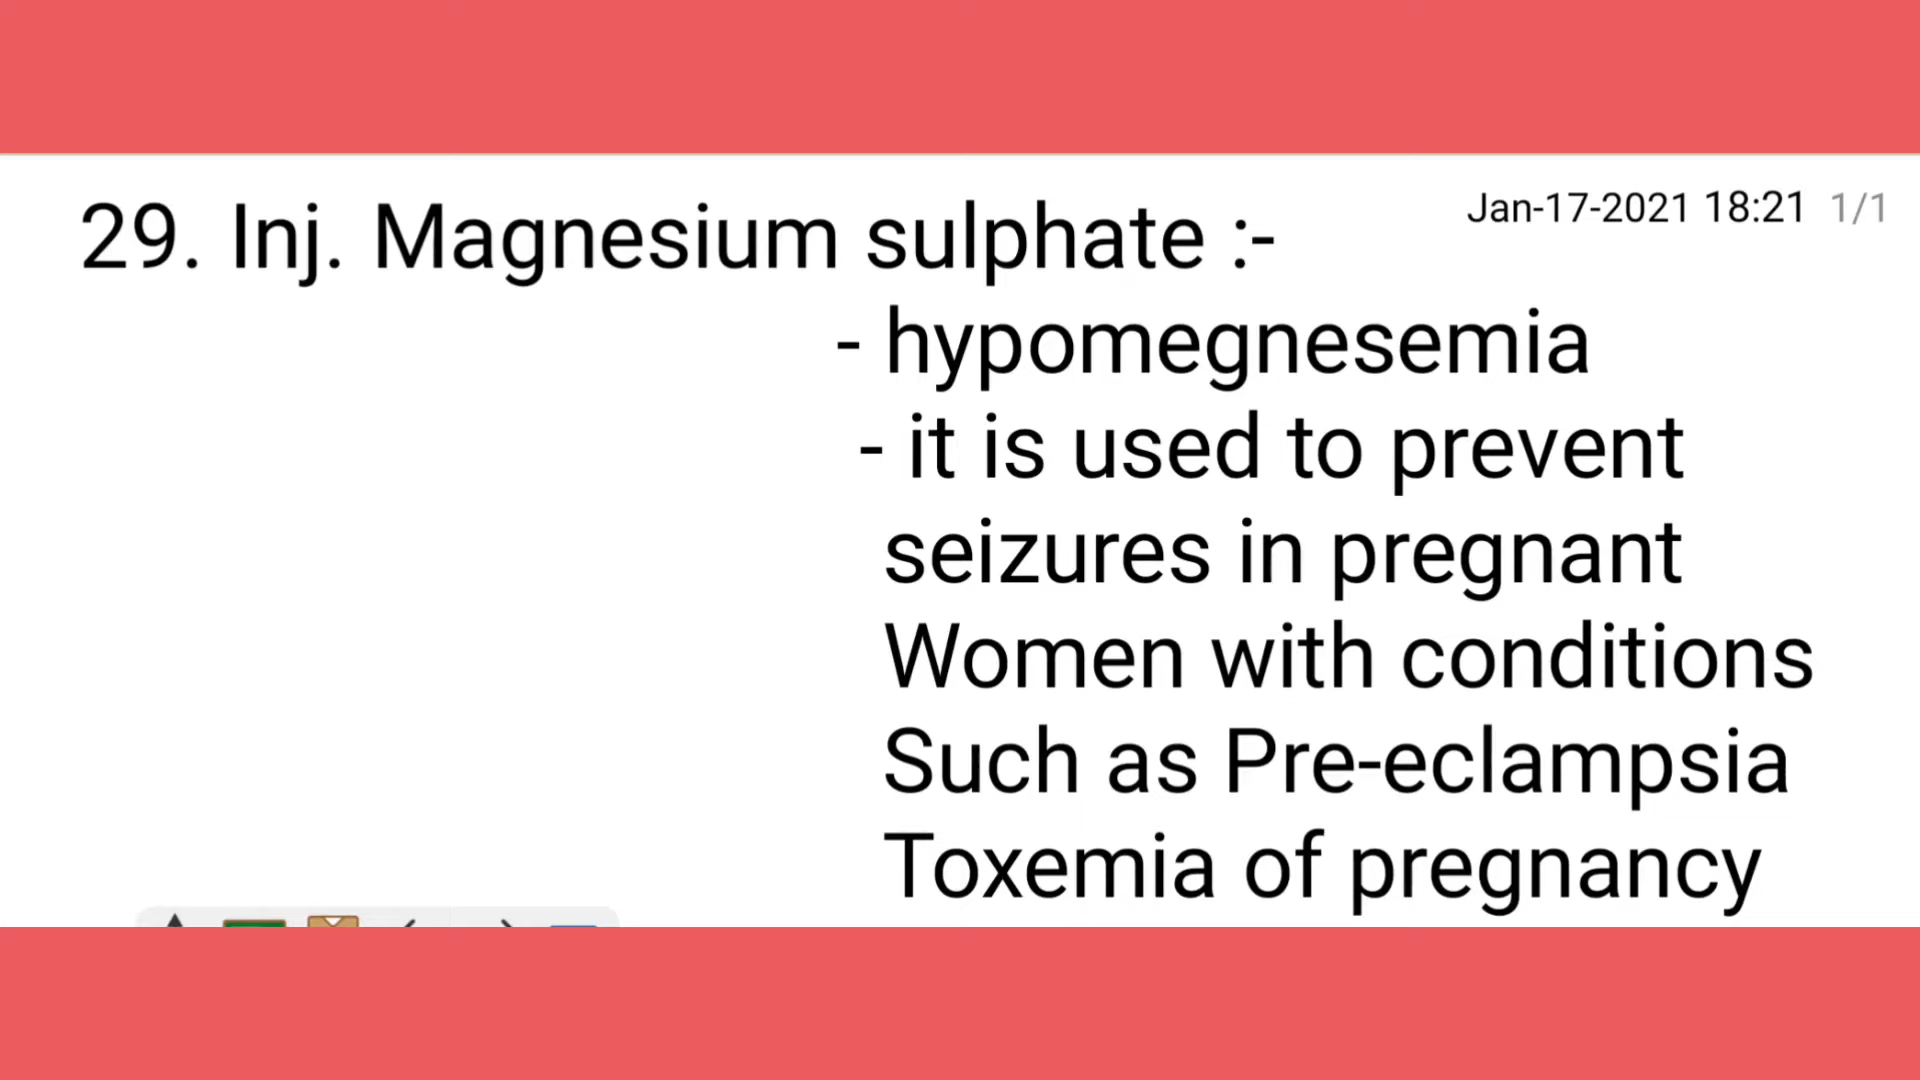 29. Inj. Magnesium sulphate :-
Jan-17-2021 18:21 1/1
- hypomegnesemia
- it is used to prevent
seizures in pregnant
Women with conditions
Such as Pre-eclampsia
Toxemia of pregnancy